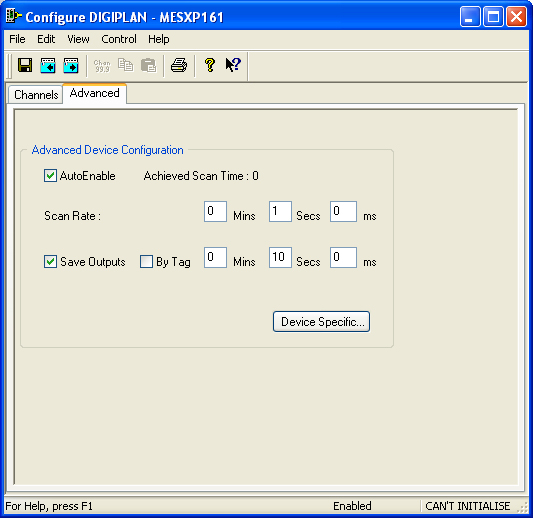 Configure DIGIPLAN - MESXP161
File Edit View Control Help
Chan 99.9
Channels Advanced
Advanced Device Configuration
AutoEnable Achieved Scan Time : 0
Scan Rate : 0 Mins 1 Secs 0 ms
Save Outputs By Tag 0 Mins 10 Secs 0 ms
Device Specific...
For Help, press F1 Enabled CAN'T INITIALISE